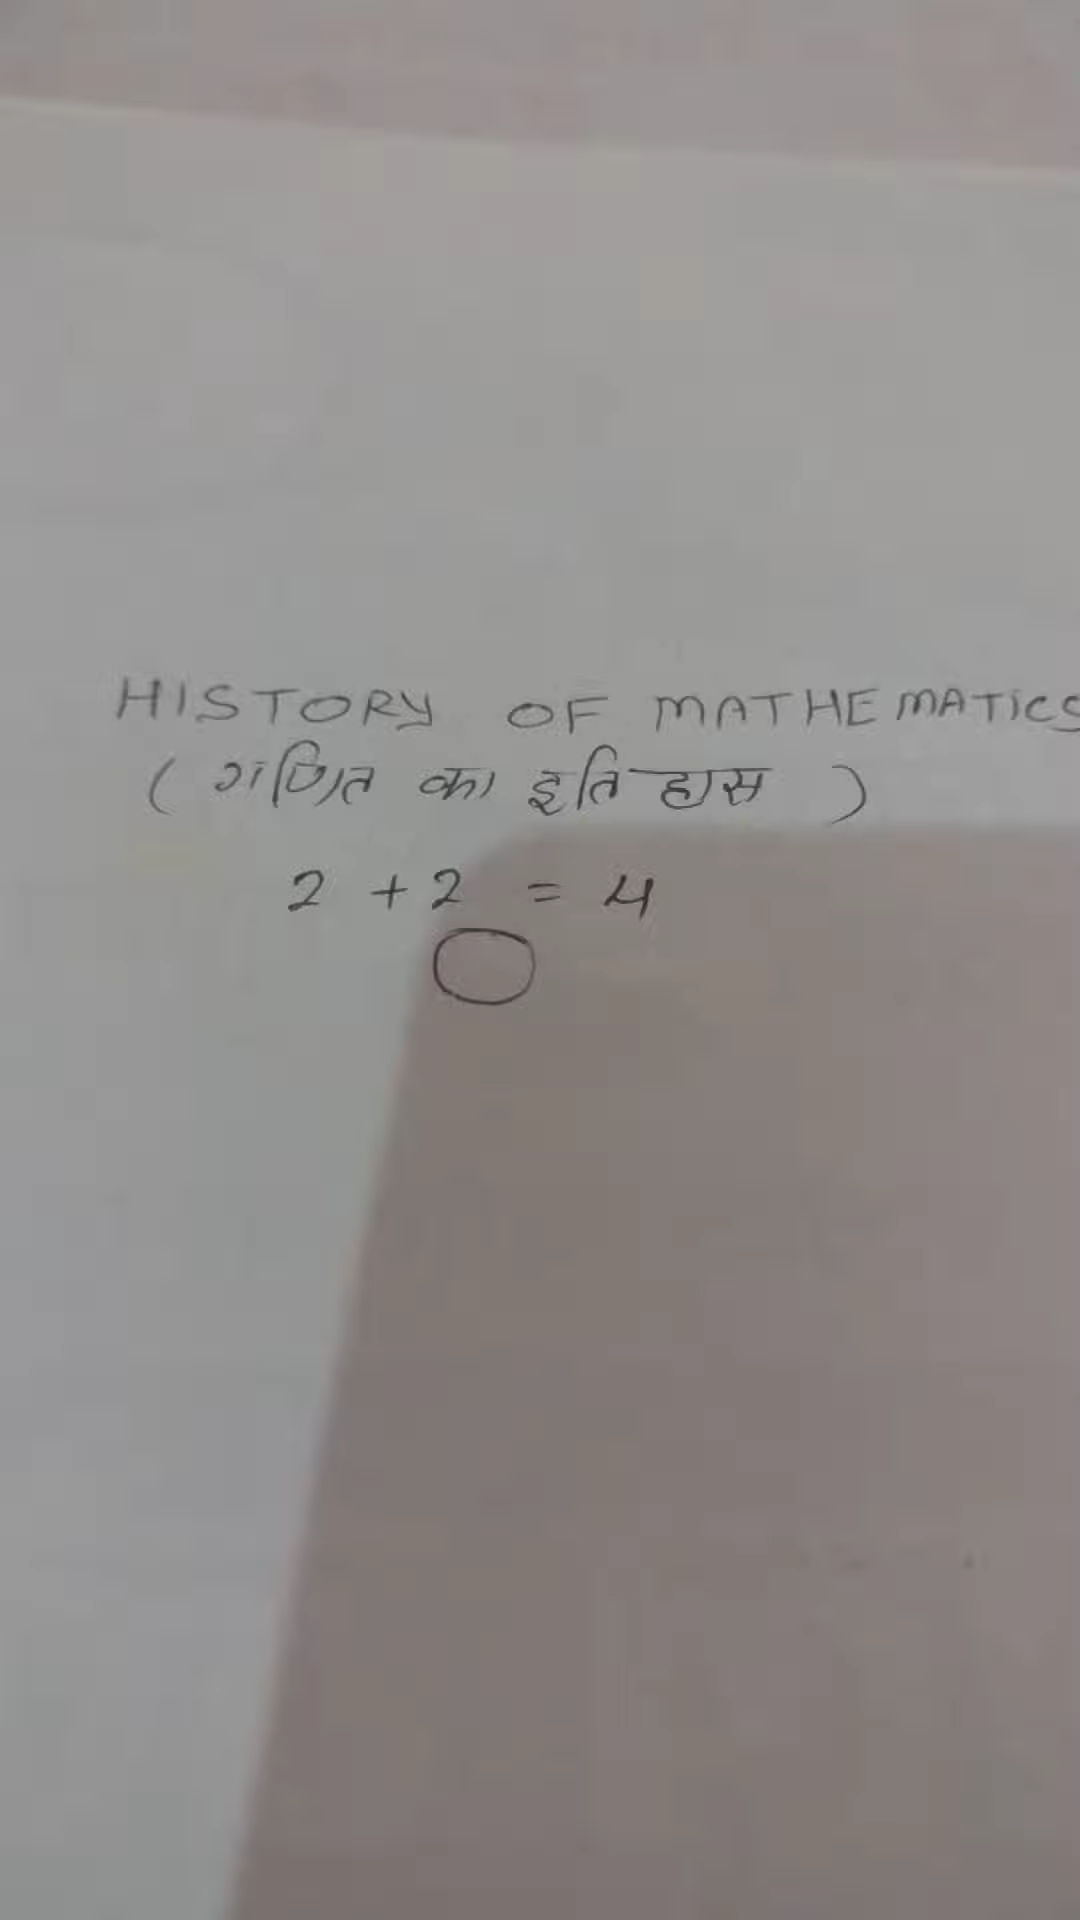 HISTORY OF MATHEMATICS
( गणित का इतिहास )
2 + 2 = 4